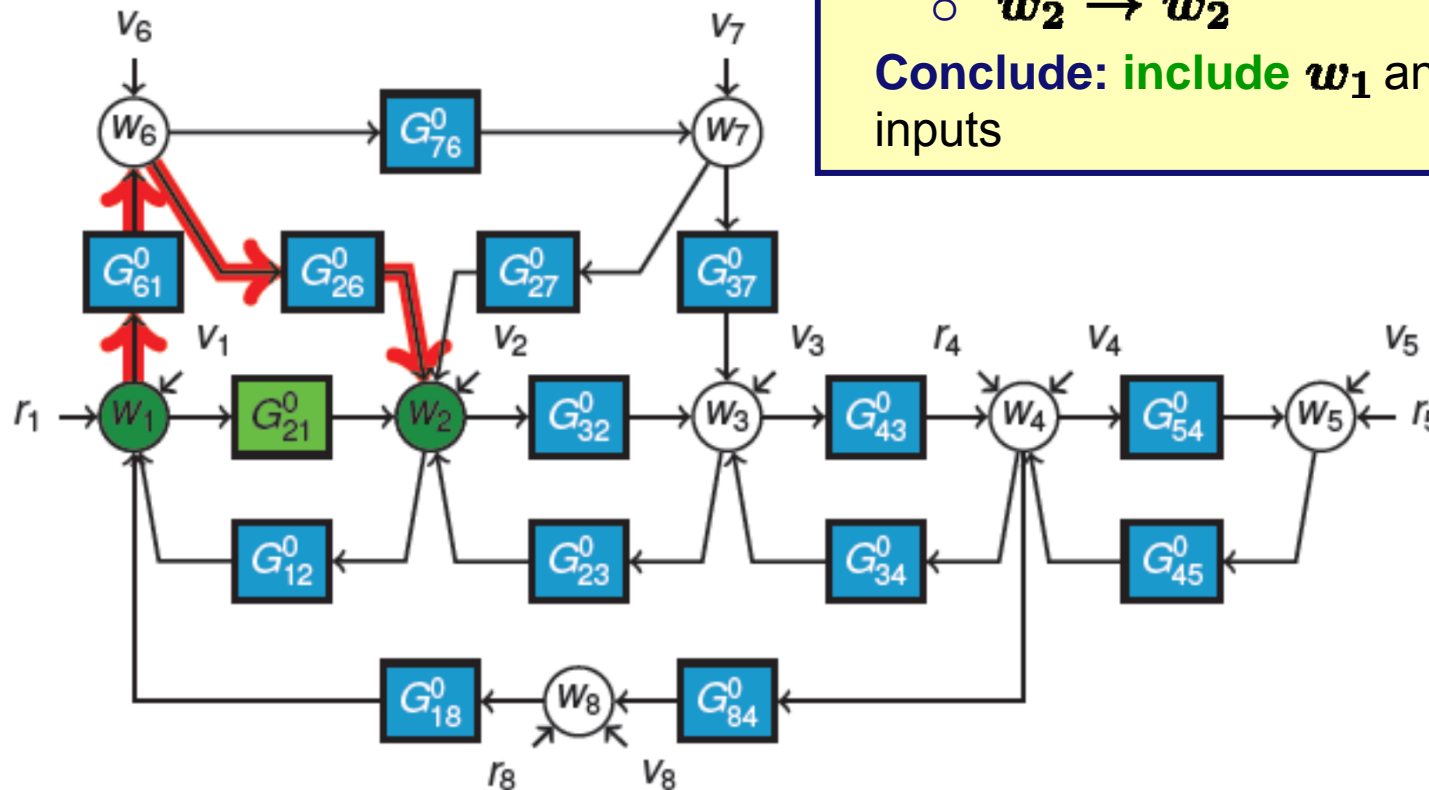 w₂ → w₂
Conclude: include w₁
inputs
v₆ v₇
w₆ G⁰₇₆ w₇
G⁰₆₁ G⁰₂₆ G⁰₂₇ G⁰₃₇
v₁ v₂ v₃ r₄ v₄ v₅
r₁ w₁ G⁰₂₁ w₂ G⁰₃₂ w₃ G⁰₄₃ w₄ G⁰₅₄ w₅ r₅
G⁰₁₂ G⁰₂₃ G⁰₃₄ G⁰₄₅
G⁰₁₈ w₈ G⁰₈₄
r₈ v₈